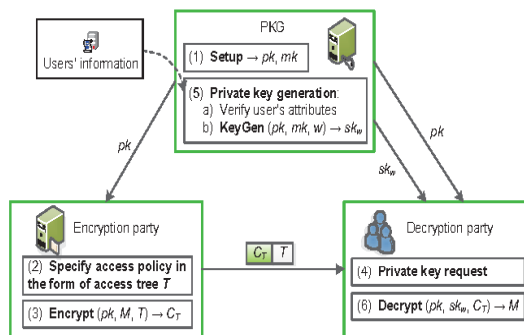 PKG
Users' information
(1) Setup → pk, mk
(5) Private key generation:
a) Verify user's attributes
b) KeyGen (pk, mk, w) → skw
pk
pk
skw
Encryption party
(2) Specify access policy in
the form of access tree T
(3) Encrypt (pk, M, T) → CT
CT T
Decryption party
(4) Private key request
(6) Decrypt (pk, skw, CT) → M